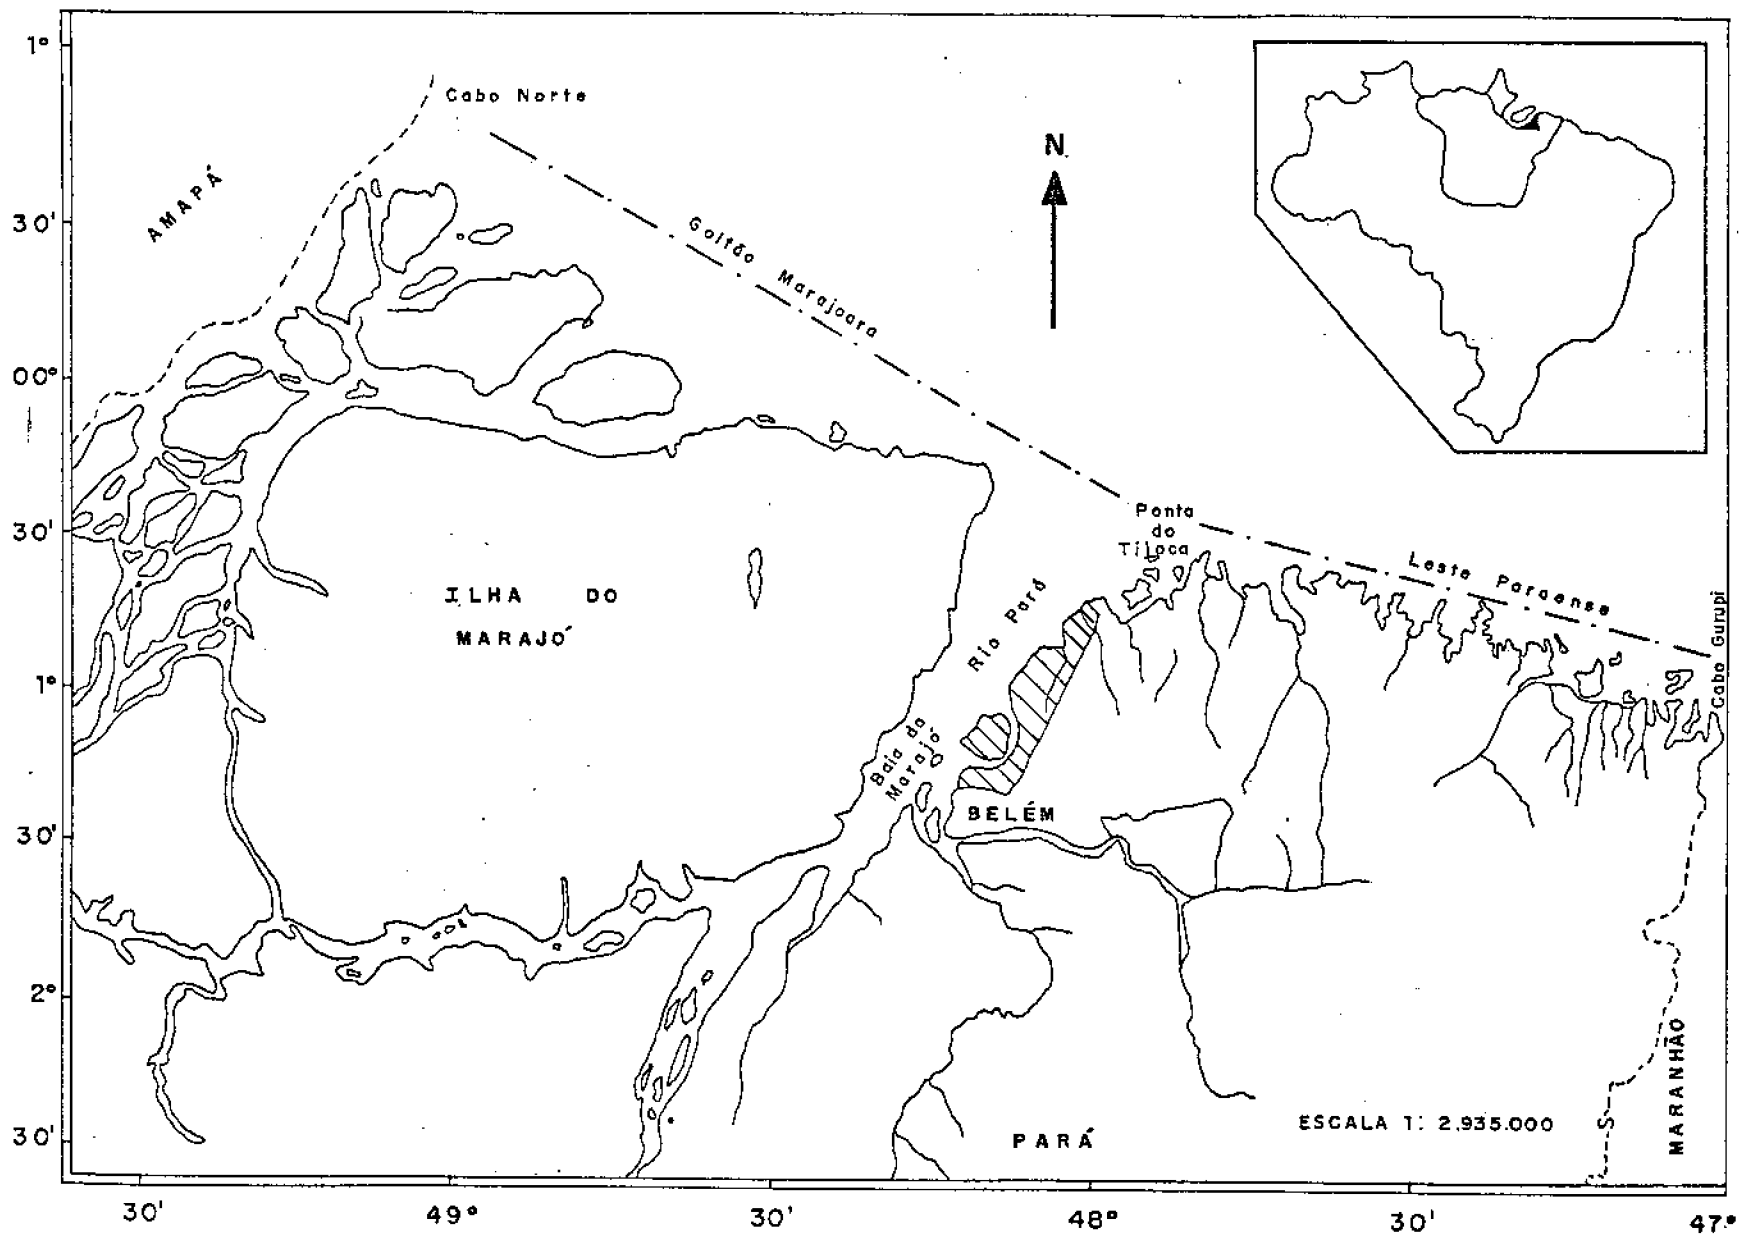 1°
Cabo Norte
N
AMAPÁ
30'
Golfão Marajoara
00°
30'
Ponta
do
Tijoca
Leste Paraense
ILHA DO
MARAJÓ
Rio Pará
Cabo Gurupi
1°
Baia do
Marajó
BELÉM
30'
2°
MARANHÃO
ESCALA 1: 2.935.000
30'
PARÁ
30'
49°
30'
48°
30'
47°